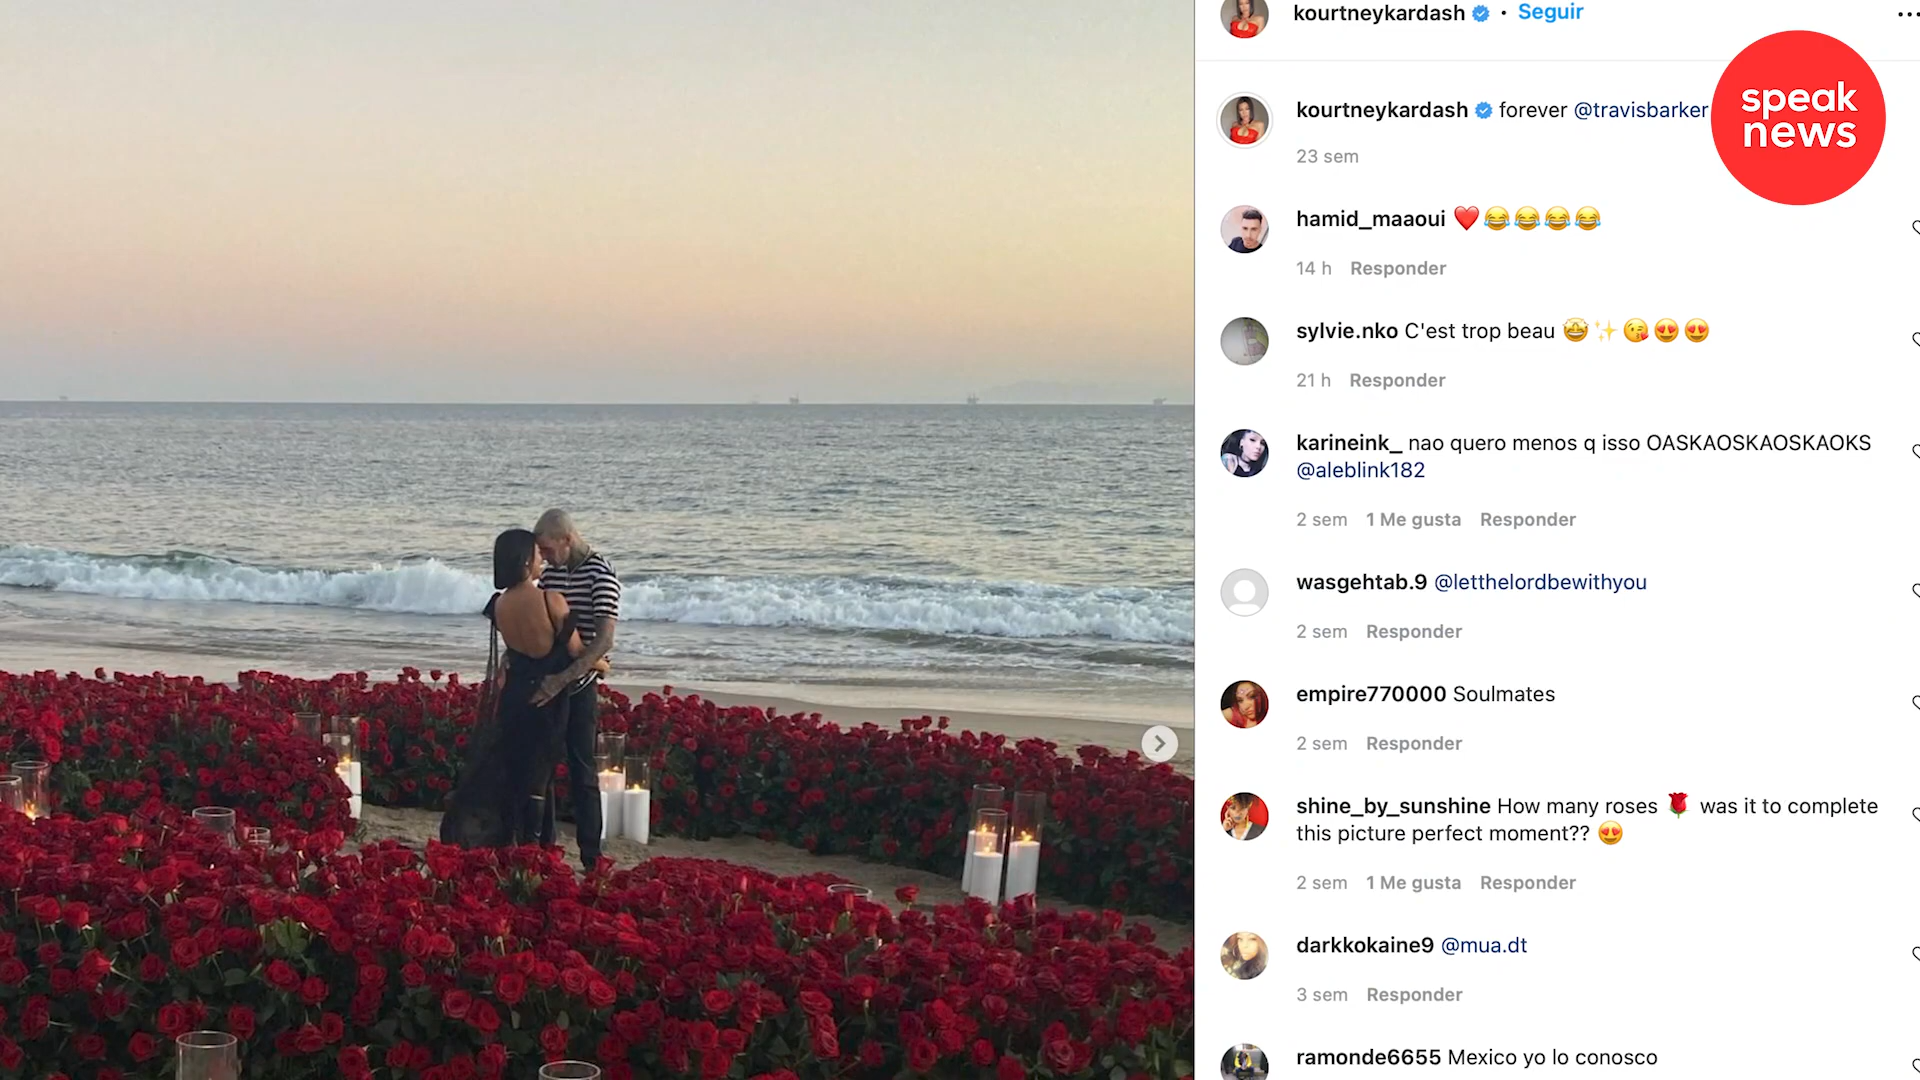 kourtneykardash • Seguir
kourtneykardash forever @travisbarker
23 sem
speak
news
hamid_maaoui ❤️😂😂😂😂
14 h Responder
sylvie.nko C'est trop beau 🤩✨😘😍😍
21 h Responder
karineink_ nao quero menos q isso OASKAOSKAOSKAOKS
@aleblink182
2 sem 1 Me gusta Responder
wasgehtab.9 @letthelordbewithyou
2 sem Responder
empire770000 Soulmates
2 sem Responder
shine_by_sunshine How many roses 🌹 was it to complete
this picture perfect moment?? 😍
2 sem 1 Me gusta Responder
darkkokaine9 @mua.dt
3 sem Responder
ramonde6655 Mexico yo lo conosco